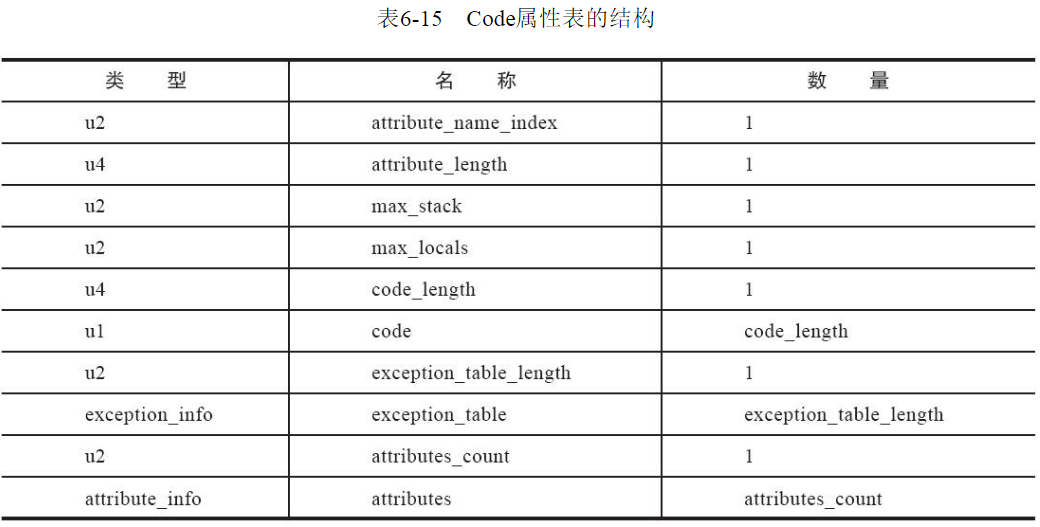 表6-15 Code属性表的结构
类 型 名 称 数 量
u2 attribute_name_index 1
u4 attribute_length 1
u2 max_stack 1
u2 max_locals 1
u4 code_length 1
u1 code code_length
u2 exception_table_length 1
exception_info exception_table exception_table_length
u2 attributes_count 1
attribute_info attributes attributes_count